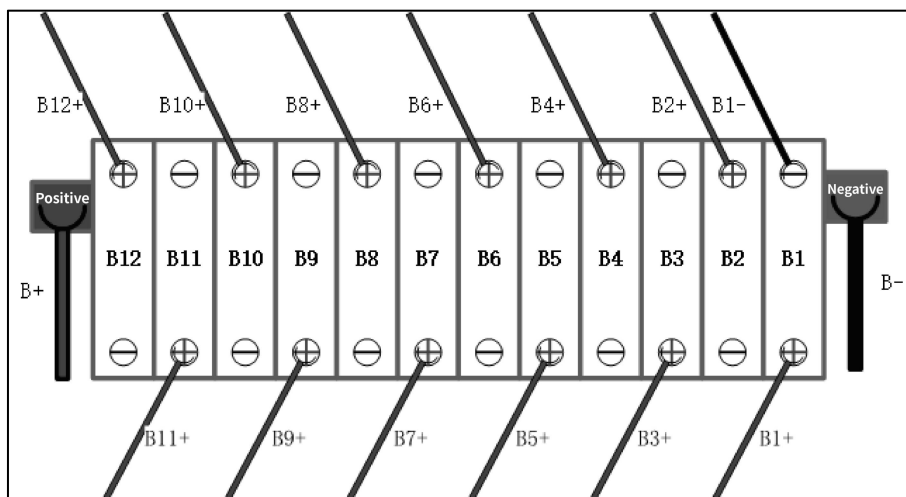 B12+ B10+ B8+ B6+ B4+ B2+ B1-
Positive Negative
B12 B11 B10 B9 B8 B7 B6 B5 B4 B3 B2 B1
B+ B-
B11+ B9+ B7+ B5+ B3+ B1+